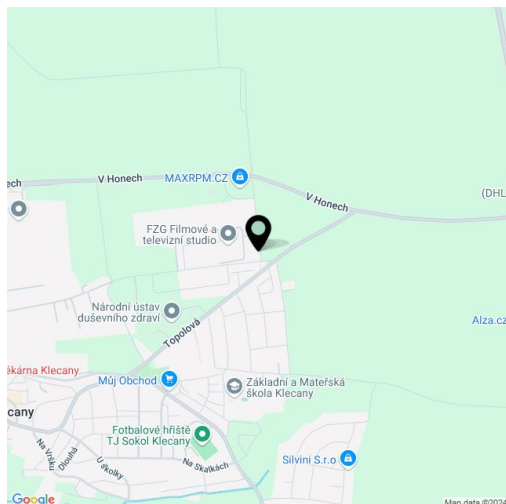 V Honech
ech
MAXRPM.CZ
V Honech
(DHL
FZG Filmové a
televizní studio
Národní ústav
duševního zdraví
Topolová
Alza.cz
ékárna Klecany
Můj Obchod
Základní a Mateřská
škola Klecany
ecany
Fotbalové hřiště
TJ Sokol Klecany
Na Vršku
Dlouhá
U školky
Na Skalkách
Silvini S.r.o
Google
Map data ©2024